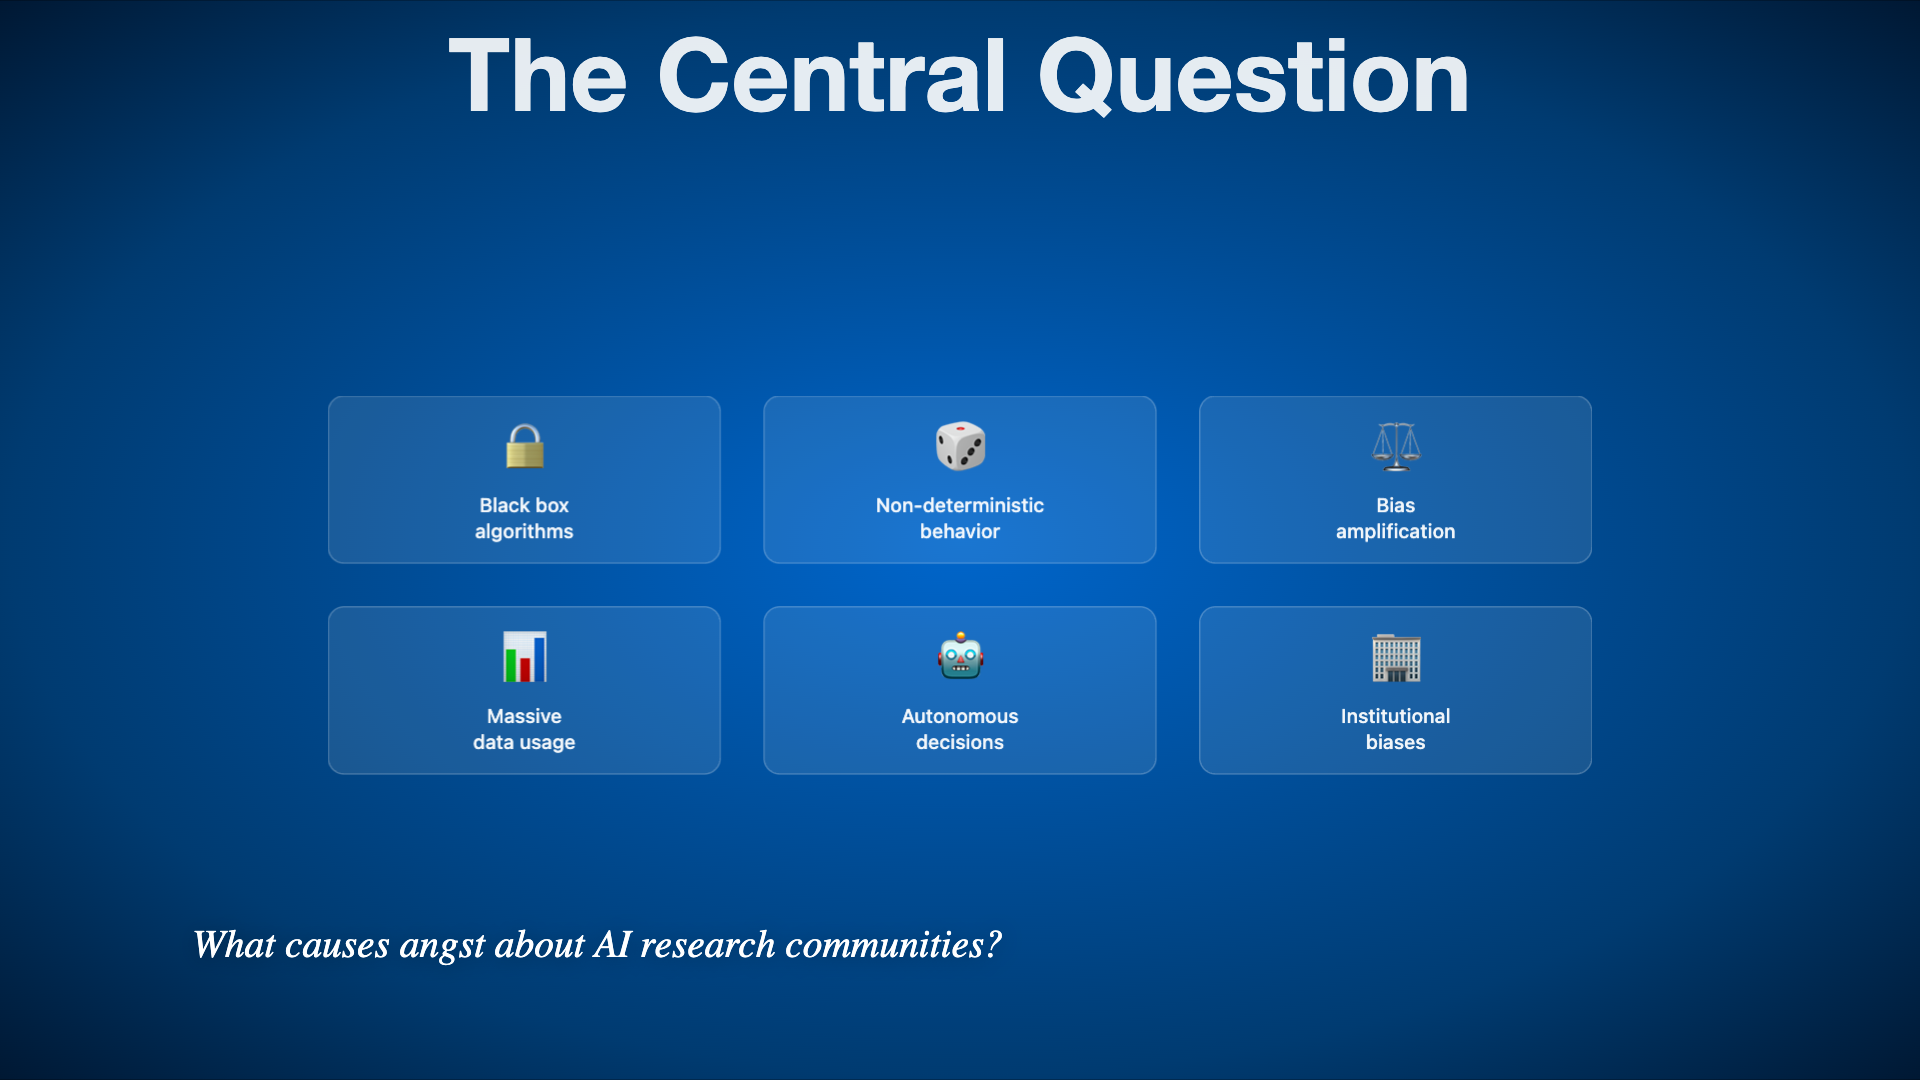 The Central Question
Black box
algorithms
Non-deterministic
behavior
Bias
amplification
Massive
data usage
Autonomous
decisions
Institutional
biases
What causes angst about AI research communities?